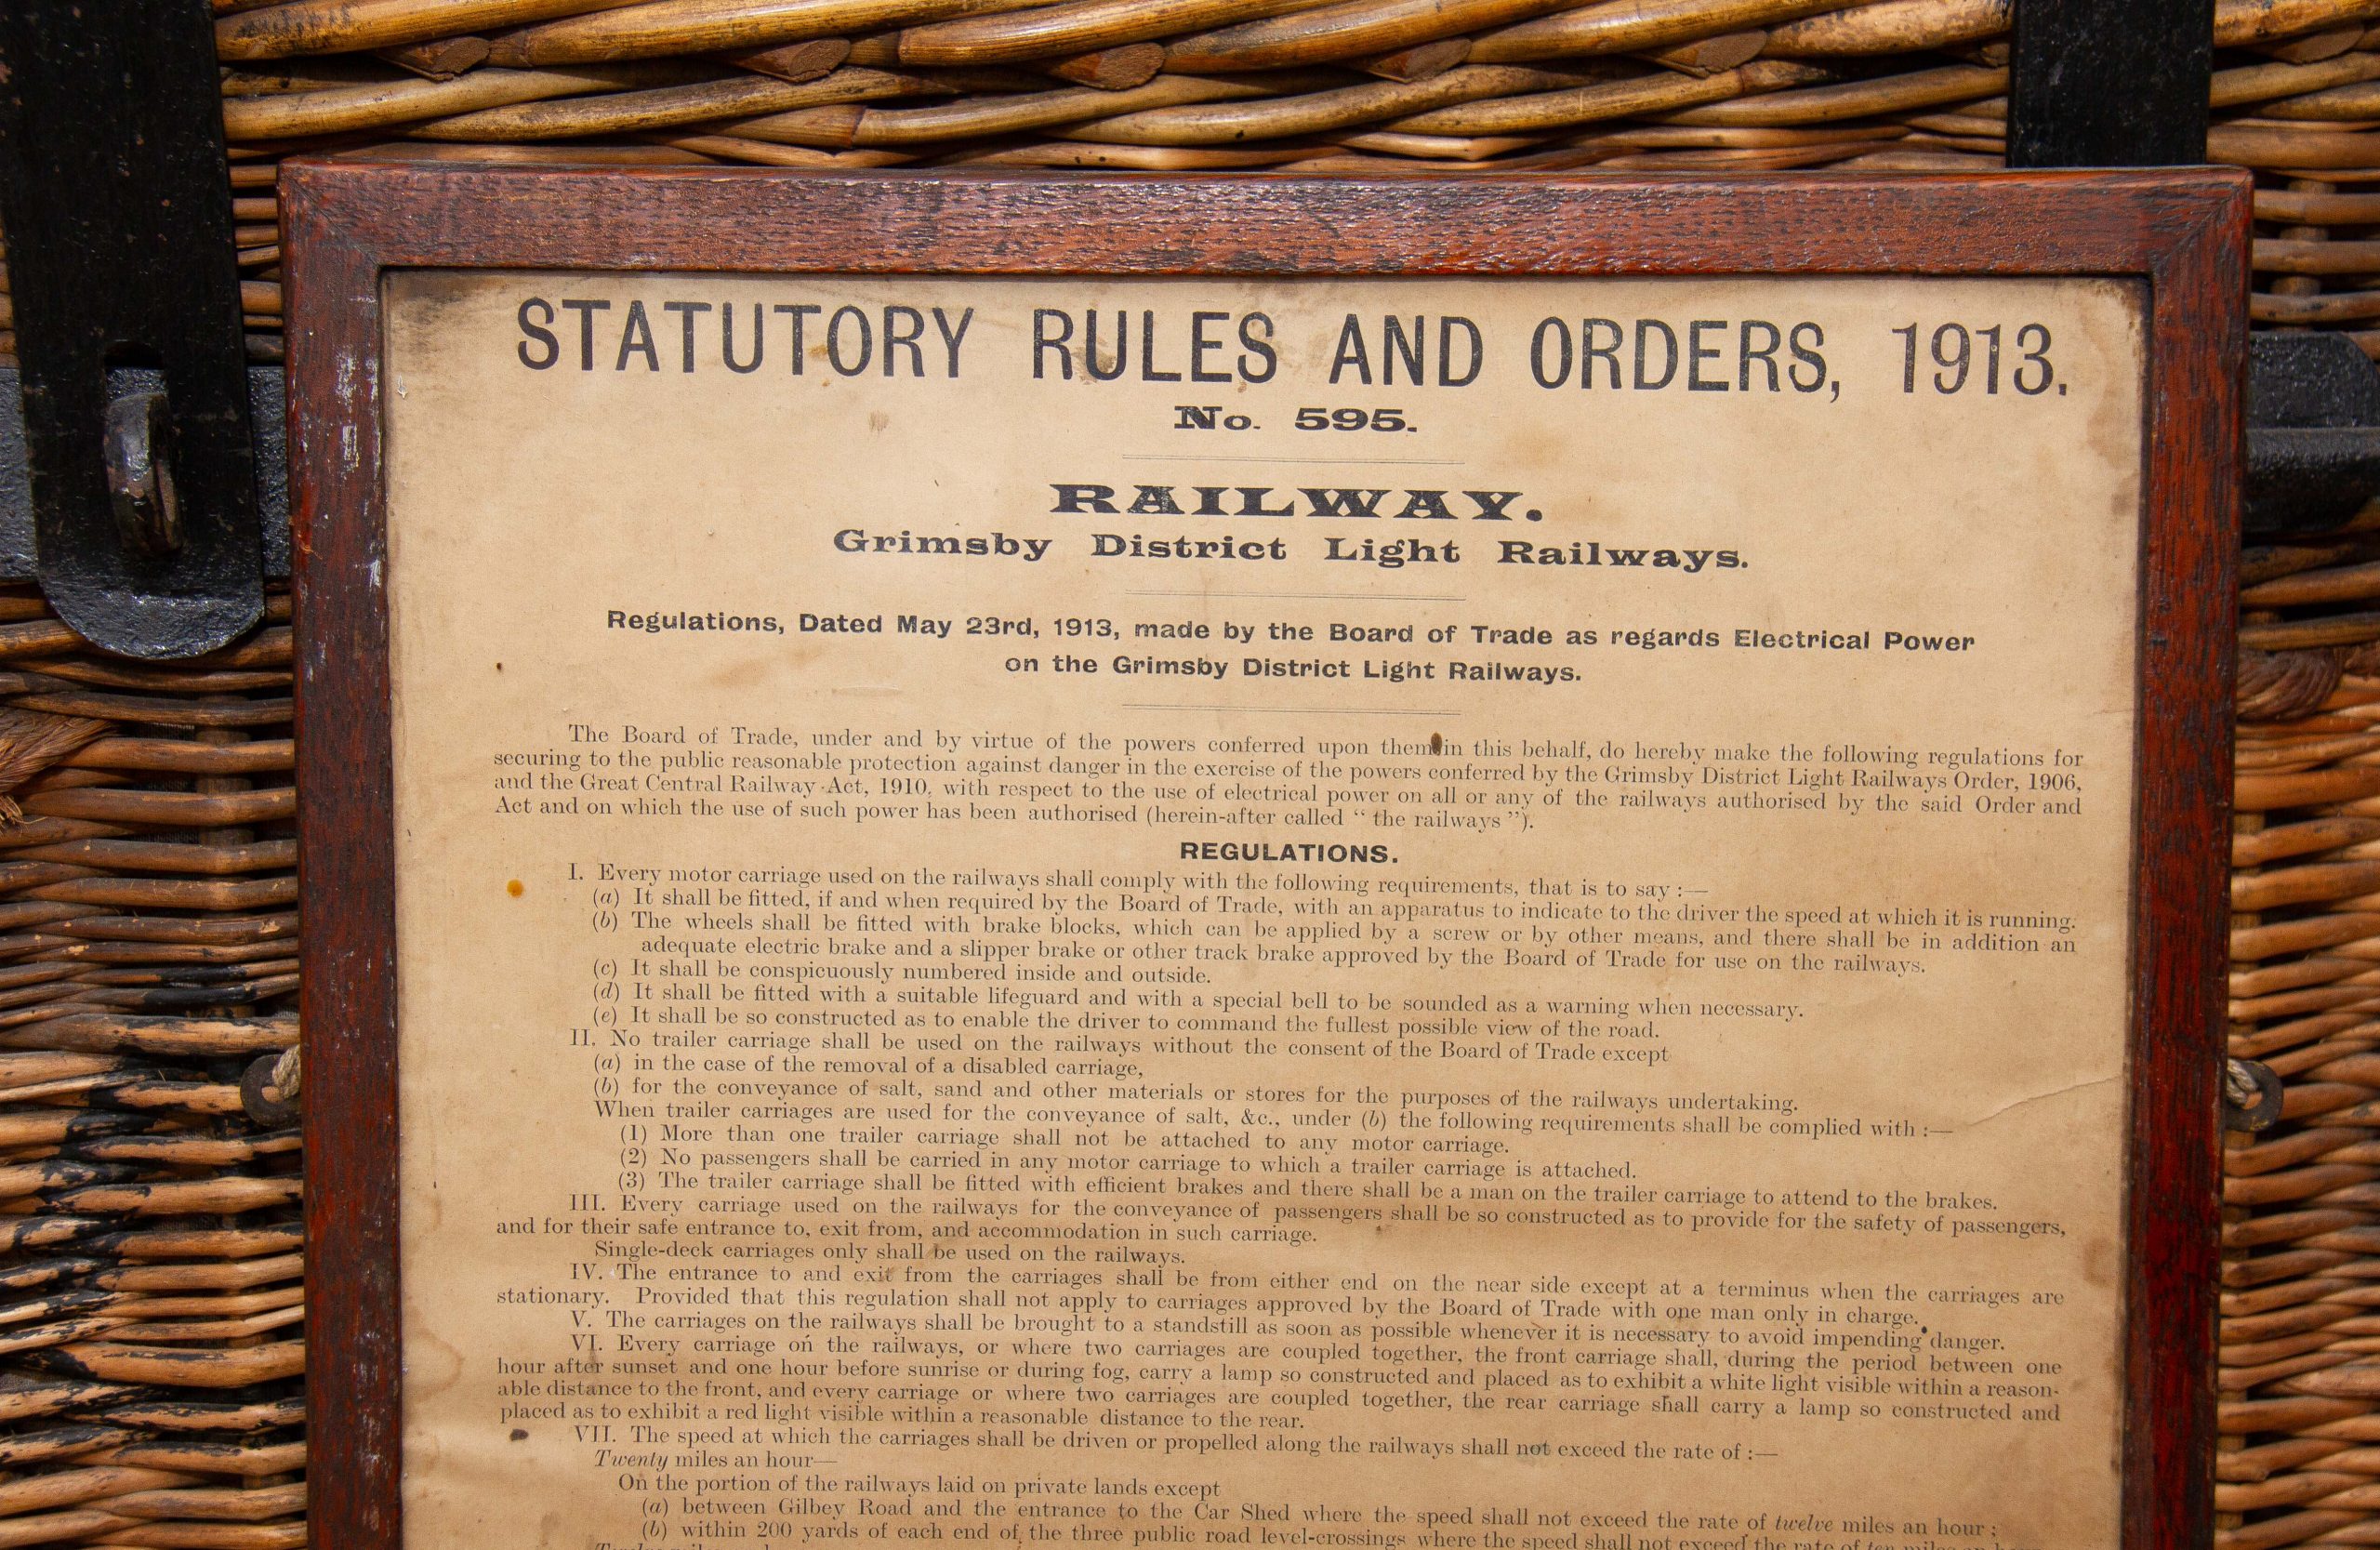 STATUTORY RULES AND ORDERS, 1913.
No. 595.
RAILWAY.
Grimsby District Light Railways.
Regulations, Dated May 23rd, 1913, made by the Board of Trade as regards Electrical Power
on the Grimsby District Light Railways.
The Board of Trade, under and by virtue of the powers conferred upon them in this behalf, do hereby make the following regulations for
securing to the public reasonable protection against danger in the exercise of the powers conferred by the Grimsby District Light Railways Order, 1906,
and the Great Central Railway Act, 1910, with respect to the use of electrical power on all or any of the railways authorised by the said Order and
Act and on which the use of such power has been authorised (herein-after called “ the railways ”).
REGULATIONS.
I. Every motor carriage used on the railways shall comply with the following requirements, that is to say :—
(a) It shall be fitted, if and when required by the Board of Trade, with an apparatus to indicate to the driver the speed at which it is running.
(b) The wheels shall be fitted with brake blocks, which can be applied by a screw or by other means, and there shall be in addition an
adequate electric brake and a slipper brake or other track brake approved by the Board of Trade for use on the railways.
(c) It shall be conspicuously numbered inside and outside.
(d) It shall be fitted with a suitable lifeguard and with a special bell to be sounded as a warning when necessary.
(e) It shall be so constructed as to enable the driver to command the fullest possible view of the road.
II. No trailer carriage shall be used on the railways without the consent of the Board of Trade except
(a) in the case of the removal of a disabled carriage,
(b) for the conveyance of salt, sand and other materials or stores for the purposes of the railways undertaking.
When trailer carriages are used for the conveyance of salt, &c., under (b) the following requirements shall be complied with :—
(1) More than one trailer carriage shall not be attached to any motor carriage.
(2) No passengers shall be carried in any motor carriage to which a trailer carriage is attached.
(3) The trailer carriage shall be fitted with efficient brakes and there shall be a man on the trailer carriage to attend to the brakes.
III. Every carriage used on the railways for the conveyance of passengers shall be so constructed as to provide for the safety of passengers,
and for their safe entrance to, exit from, and accommodation in such carriage.
Single-deck carriages only shall be used on the railways.
IV. The entrance to and exit from the carriages shall be from either end on the near side except at a terminus when the carriages are
stationary. Provided that this regulation shall not apply to carriages approved by the Board of Trade with one man only in charge.
V. The carriages on the railways shall be brought to a standstill as soon as possible whenever it is necessary to avoid impending danger.
VI. Every carriage on the railways, or where two carriages are coupled together, the front carriage shall, during the period between one
hour after sunset and one hour before sunrise or during fog, carry a lamp so constructed and placed as to exhibit a white light visible within a reason-
able distance to the front, and every carriage or where two carriages are coupled together, the rear carriage shall carry a lamp so constructed and
placed as to exhibit a red light visible within a reasonable distance to the rear.
VII. The speed at which the carriages shall be driven or propelled along the railways shall not exceed the rate of :—
Twenty miles an hour—
On the portion of the railways laid on private lands except
(a) between Gilbey Road and the entrance to the Car Shed where the speed shall not exceed the rate of twelve miles an hour ;
(b) within 200 yards of each end of the three public road level-crossings where the speed shall not exceed the rate of ten miles an